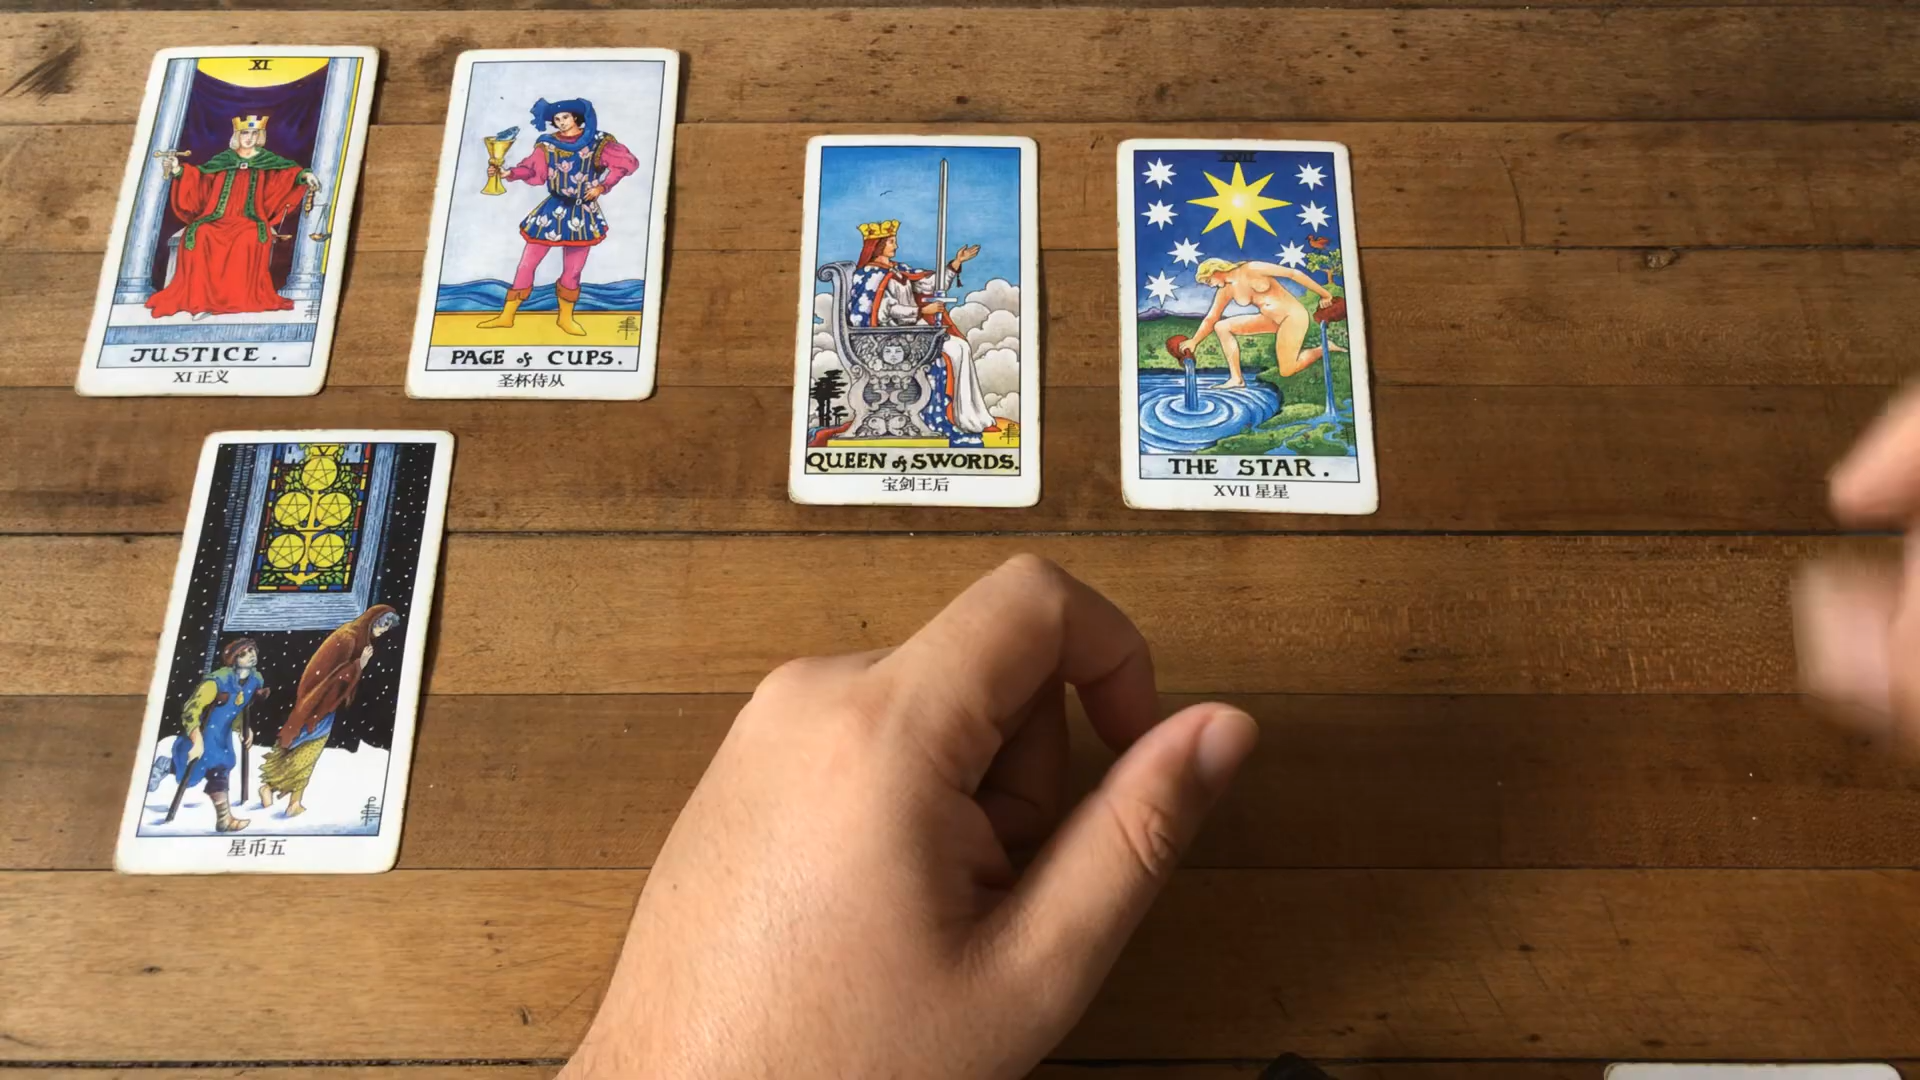 XI
JUSTICE.
XI 正义
PAGE of CUPS.
圣杯侍从
QUEEN of SWORDS.
宝剑王后
XVII
THE STAR.
XVII 星星
星币五